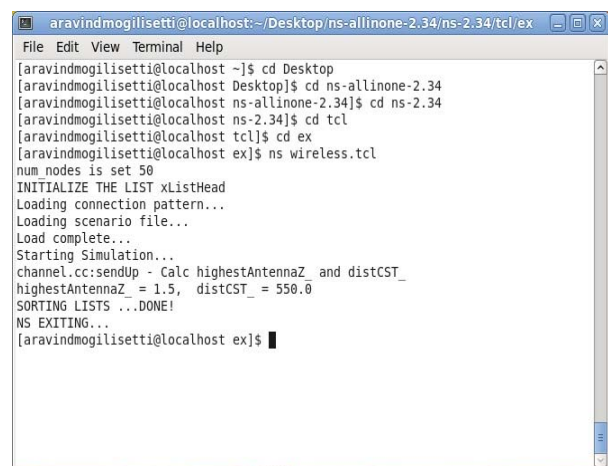 aravindmogilisetti@localhost:~/Desktop/ns-allinone-2.34/ns-2.34/tcl/ex
File Edit View Terminal Help
[aravindmogilisetti@localhost ~]$ cd Desktop
[aravindmogilisetti@localhost Desktop]$ cd ns-allinone-2.34
[aravindmogilisetti@localhost ns-allinone-2.34]$ cd ns-2.34
[aravindmogilisetti@localhost ns-2.34]$ cd tcl
[aravindmogilisetti@localhost tcl]$ cd ex
[aravindmogilisetti@localhost ex]$ ns wireless.tcl
num_nodes is set 50
INITIALIZE THE LIST xListHead
Loading connection pattern...
Loading scenario file...
Load complete...
Starting Simulation...
channel.cc:sendUp - Calc highestAntennaZ_ and distCST_
highestAntennaZ_ = 1.5, distCST_ = 550.0
SORTING LISTS ...DONE!
NS EXITING...
[aravindmogilisetti@localhost ex]$